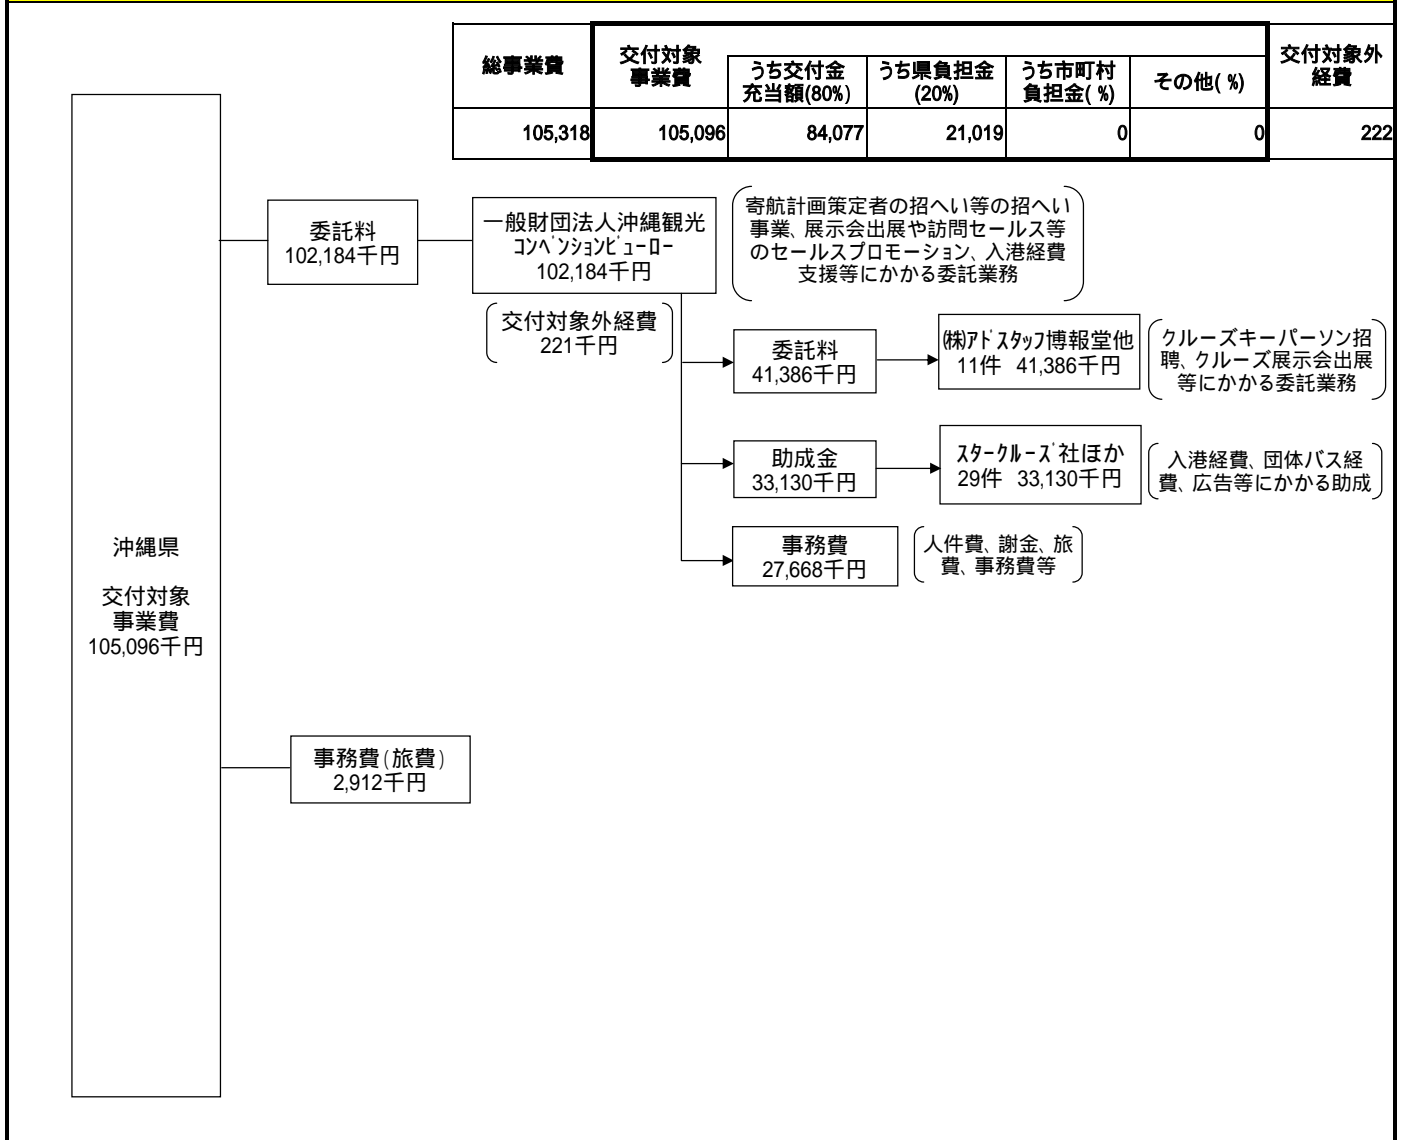 総事業費
交付対象
事業費
うち交付金
充当額(80%)
うち県負担金
(20%)
うち市町村
負担金( %)
その他( %)
交付対象外
経費
105,318
105,096
84,077
21,019
0
0
222
沖縄県
交付対象
事業費
105,096千円
委託料
102,184千円
一般財団法人沖縄観光
ｺﾝﾍﾞﾝｼｮﾝﾋﾞｭｰﾛｰ
102,184千円
寄航計画策定者の招へい等の招へい
事業、展示会出展や訪問セールス等
のセールスプロモーション、入港経費
支援等にかかる委託業務
交付対象外経費
221千円
委託料
41,386千円
㈱ｱﾄﾞｽﾀｯﾌ博報堂他
11件 41,386千円
クルーズキーパーソン招
聘、クルーズ展示会出展
等にかかる委託業務
助成金
33,130千円
ｽﾀｰｸﾙｰｽﾞ社ほか
29件 33,130千円
入港経費、団体バス経
費、広告等にかかる助成
事務費
27,668千円
人件費、謝金、旅
費、事務費等
事務費(旅費)
2,912千円